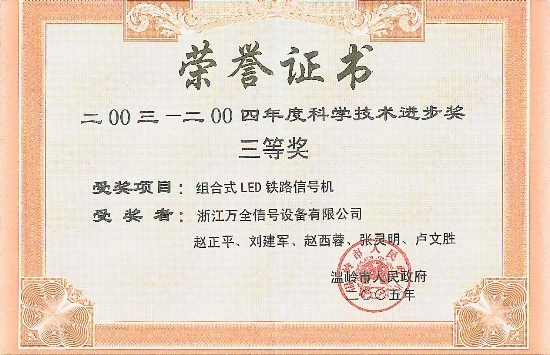 荣誉证书
二00三－二00四年度科学技术进步奖
三等奖
受奖项目：组合式LED铁路信号机
受奖者：浙江万全信号设备有限公司
赵正平、刘建军、赵西蓉、张灵明、卢文胜
温岭市人民政府
二〇〇五年